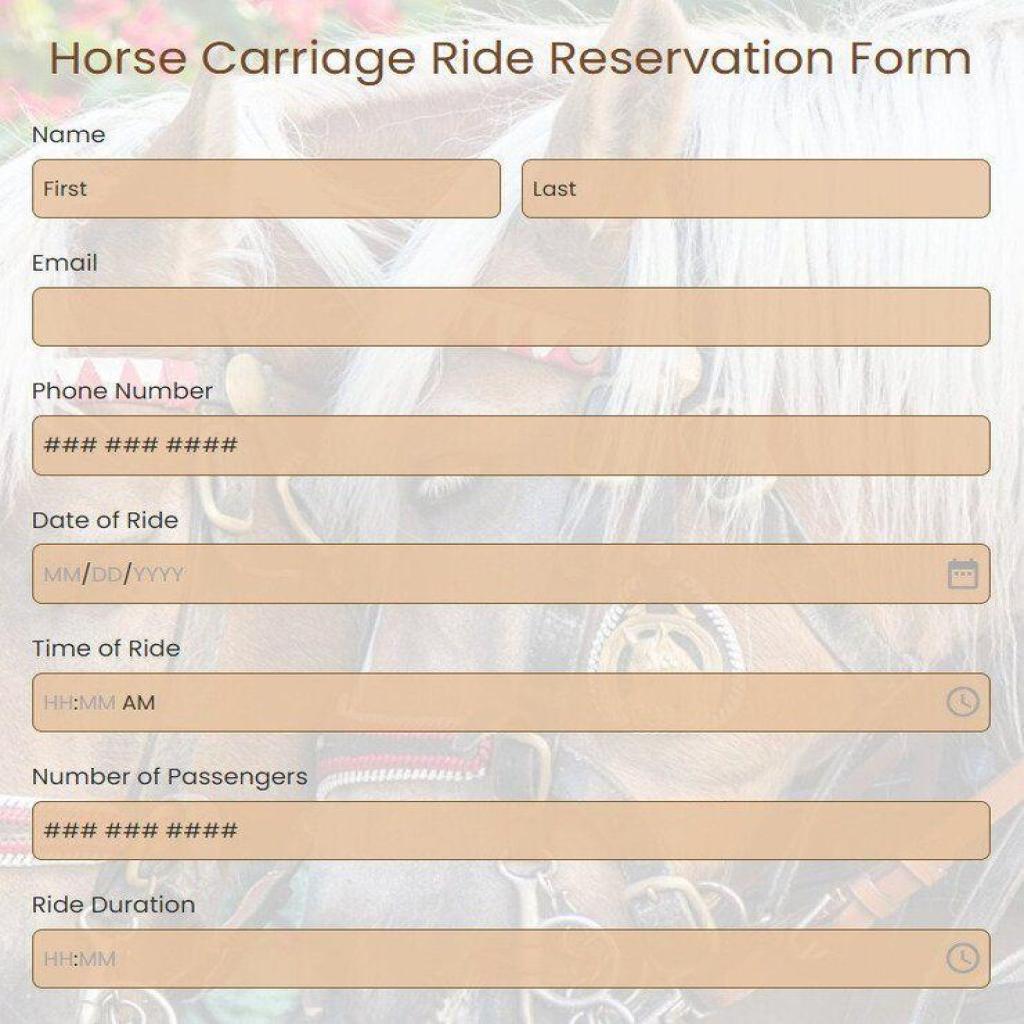 Horse Carriage Ride Reservation Form
Name
First Last
Email
Phone Number
### ### ####
Date of Ride
MM/DD/YYYY
Time of Ride
HH:MM AM
Number of Passengers
### ### ####
Ride Duration
HH:MM